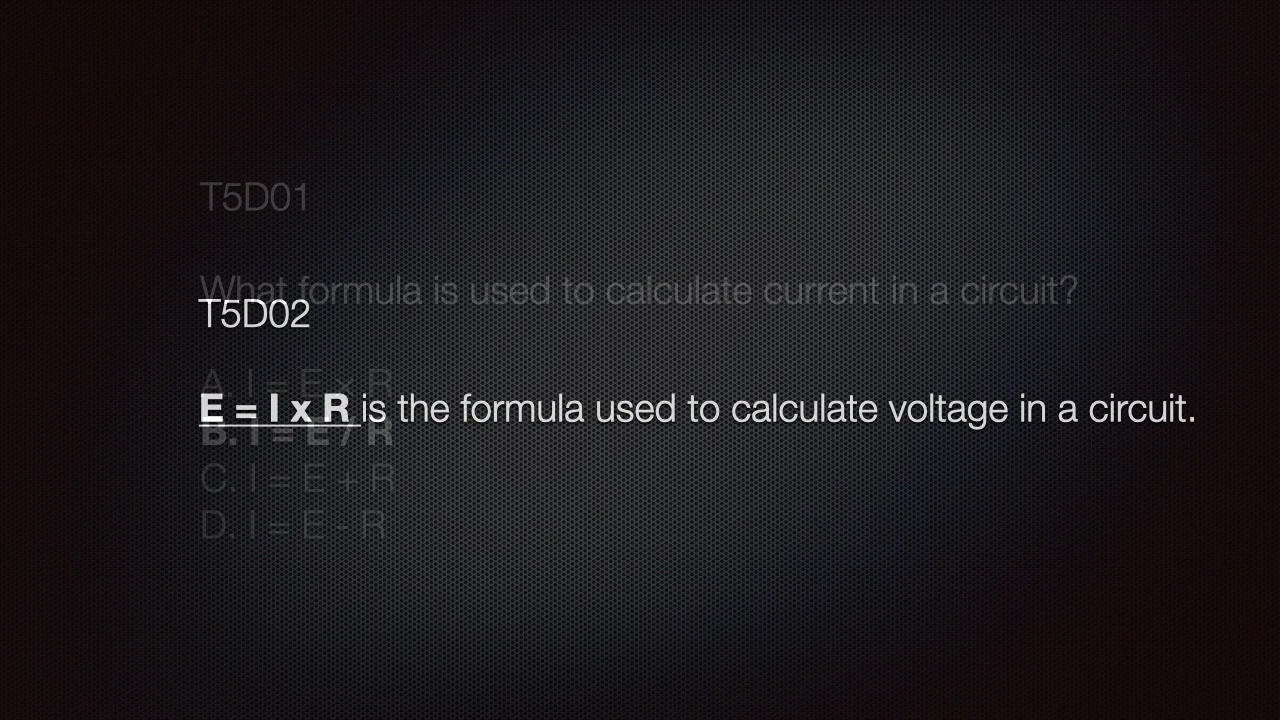 T5D01
What formula is used to calculate current in a circuit?
T5D02
A. I = E x R
E = I x R is the formula used to calculate voltage in a circuit.
B. I = E / R
C. I = E + R
D. I = E - R